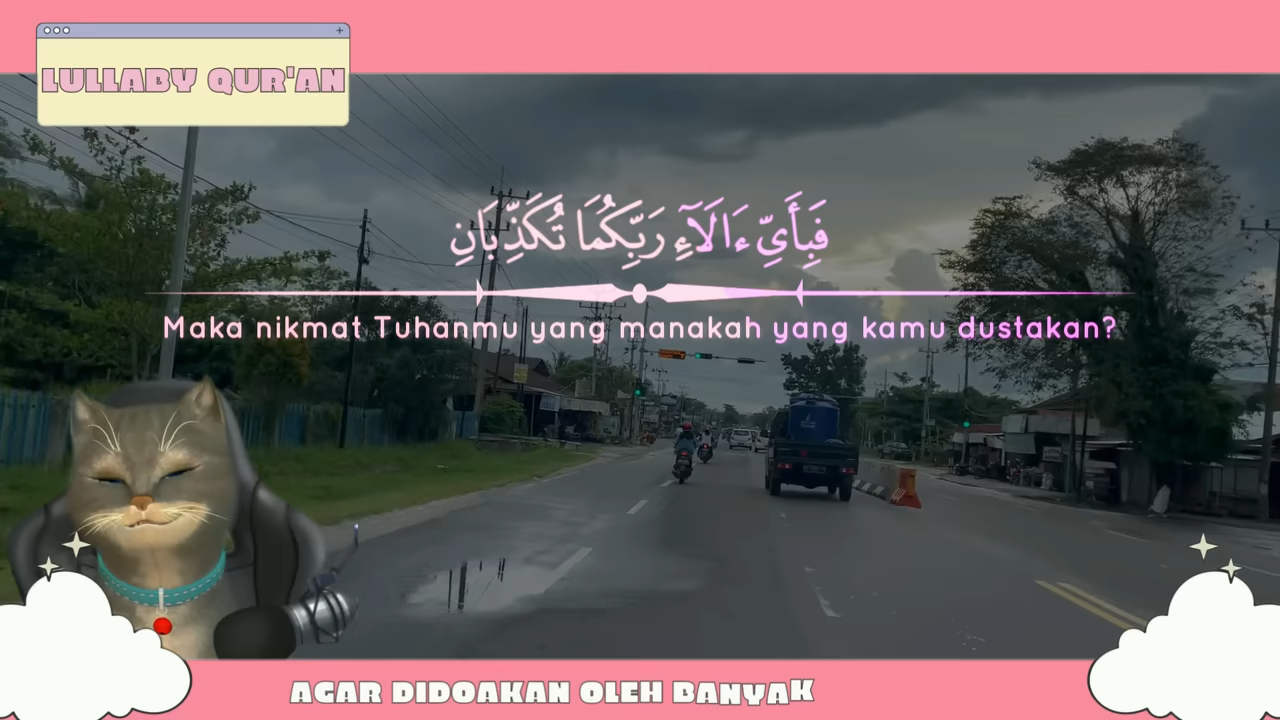 LULLABY QUR'AN
فَبِأَيِّ ءَالَآءِ رَبِّكُمَا تُكَذِّبَانِ
Maka nikmat Tuhanmu yang manakah yang kamu dustakan?
AGAR DIDOAKAN OLEH BANYAK